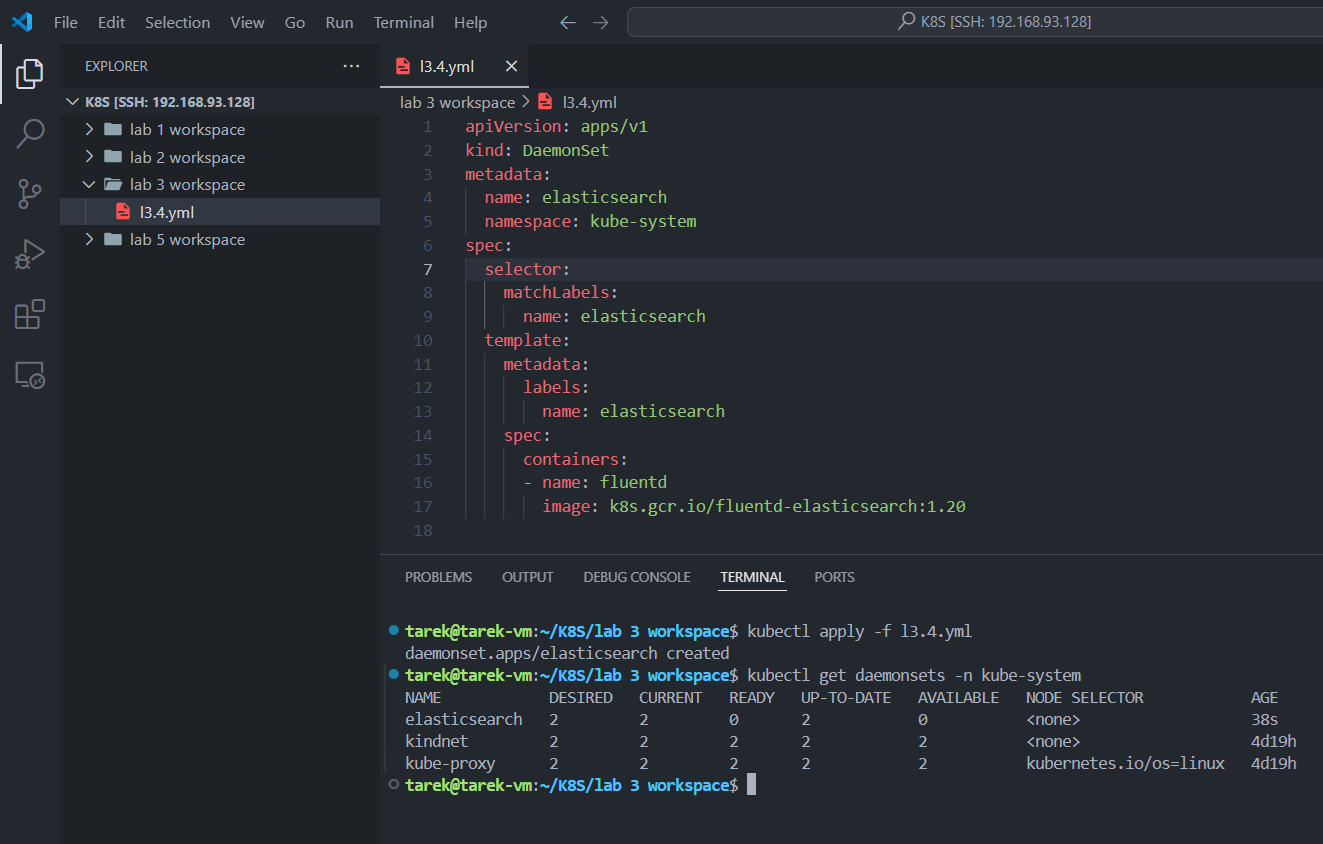 File Edit Selection View Go Run Terminal Help K8S [SSH: 192.168.93.128]
EXPLORER
K8S [SSH: 192.168.93.128]
lab 1 workspace
lab 2 workspace
lab 3 workspace
l3.4.yml
lab 5 workspace
l3.4.yml
lab 3 workspace > l3.4.yml
1 apiVersion: apps/v1
2 kind: DaemonSet
3 metadata:
4   name: elasticsearch
5   namespace: kube-system
6 spec:
7   selector:
8     matchLabels:
9       name: elasticsearch
10   template:
11     metadata:
12       labels:
13         name: elasticsearch
14     spec:
15       containers:
16       - name: fluentd
17         image: k8s.gcr.io/fluentd-elasticsearch:1.20
18
PROBLEMS OUTPUT DEBUG CONSOLE TERMINAL PORTS
tarek@tarek-vm:~/K8S/lab 3 workspace$ kubectl apply -f l3.4.yml
daemonset.apps/elasticsearch created
tarek@tarek-vm:~/K8S/lab 3 workspace$ kubectl get daemonsets -n kube-system
NAME DESIRED CURRENT READY UP-TO-DATE AVAILABLE NODE SELECTOR AGE
elasticsearch 2 2 0 2 0 <none> 38s
kindnet 2 2 2 2 2 <none> 4d19h
kube-proxy 2 2 2 2 2 kubernetes.io/os=linux 4d19h
tarek@tarek-vm:~/K8S/lab 3 workspace$